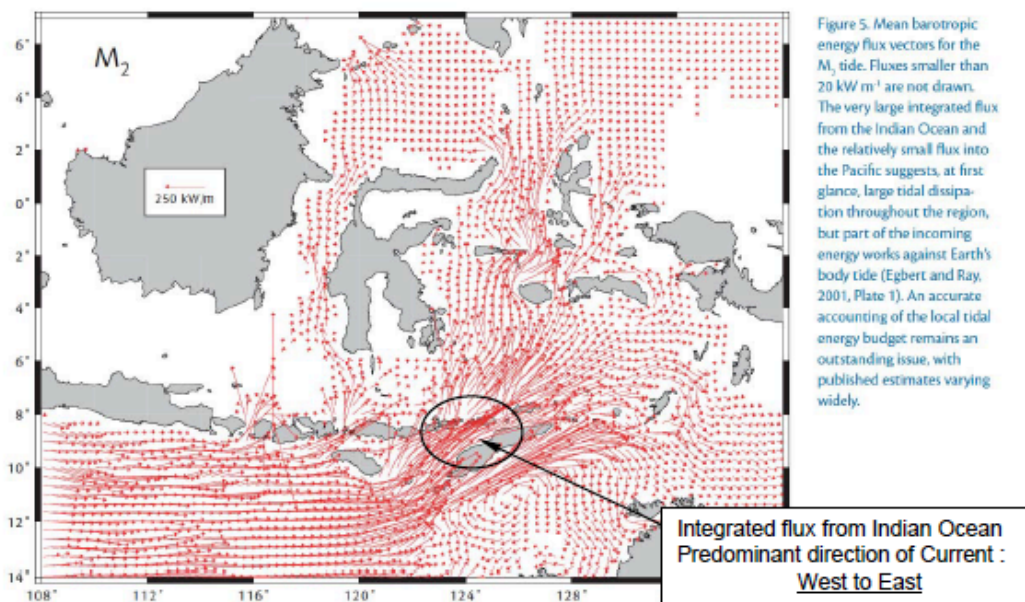 M2
250 kW/m
6°
4°
2°
0°
2°
4°
6°
8°
10°
12°
14°
108°
112°
116°
120°
124°
128°
Figure 5. Mean barotropic
energy flux vectors for the
M2 tide. Fluxes smaller than
20 kW m-1 are not drawn.
The very large integrated flux
from the Indian Ocean and
the relatively small flux into
the Pacific suggests, at first
glance, large tidal dissipa-
tion throughout the region,
but part of the incoming
energy works against Earth's
body tide (Egbert and Ray,
2001, Plate 1). An accurate
accounting of the local tidal
energy budget remains an
outstanding issue, with
published estimates varying
widely.
Integrated flux from Indian Ocean
Predominant direction of Current :
West to East